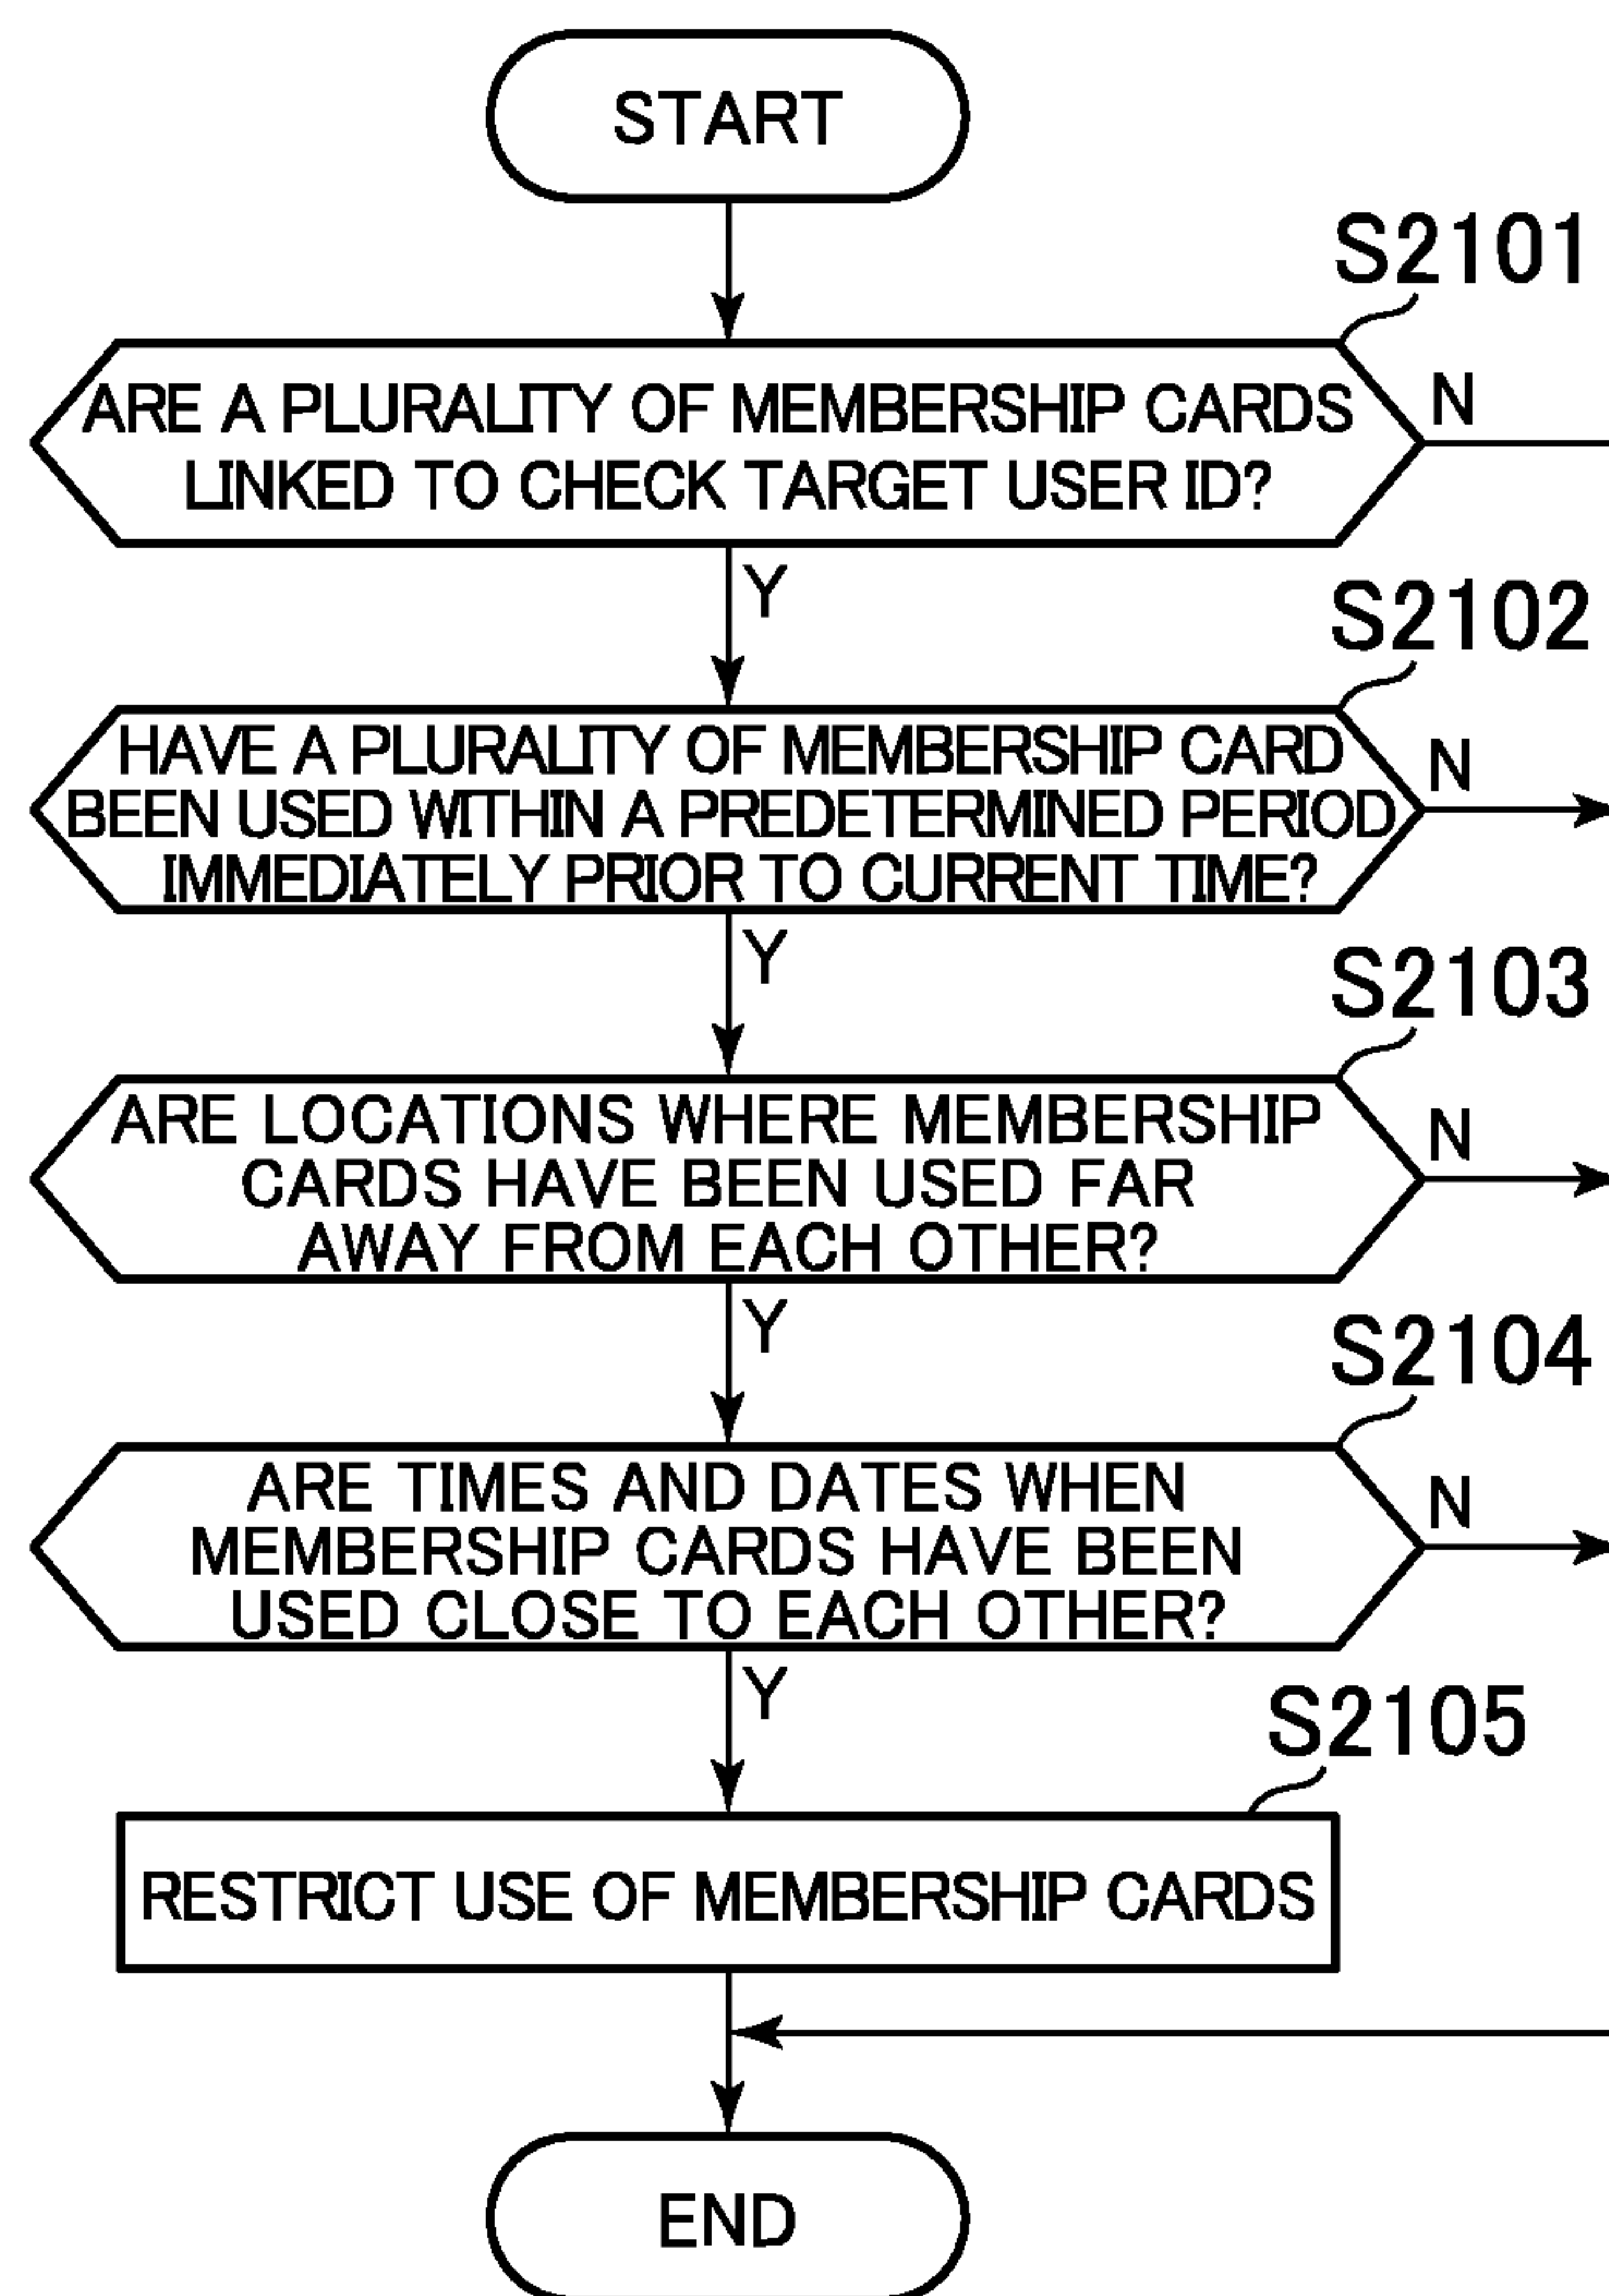 START
S2101
ARE A PLURALITY OF MEMBERSHIP CARDS
LINKED TO CHECK TARGET USER ID?
N
Y
S2102
HAVE A PLURALITY OF MEMBERSHIP CARD
BEEN USED WITHIN A PREDETERMINED PERIOD
IMMEDIATELY PRIOR TO CURRENT TIME?
N
Y
S2103
ARE LOCATIONS WHERE MEMBERSHIP
CARDS HAVE BEEN USED FAR
AWAY FROM EACH OTHER?
N
Y
S2104
ARE TIMES AND DATES WHEN
MEMBERSHIP CARDS HAVE BEEN
USED CLOSE TO EACH OTHER?
N
Y
S2105
RESTRICT USE OF MEMBERSHIP CARDS
END